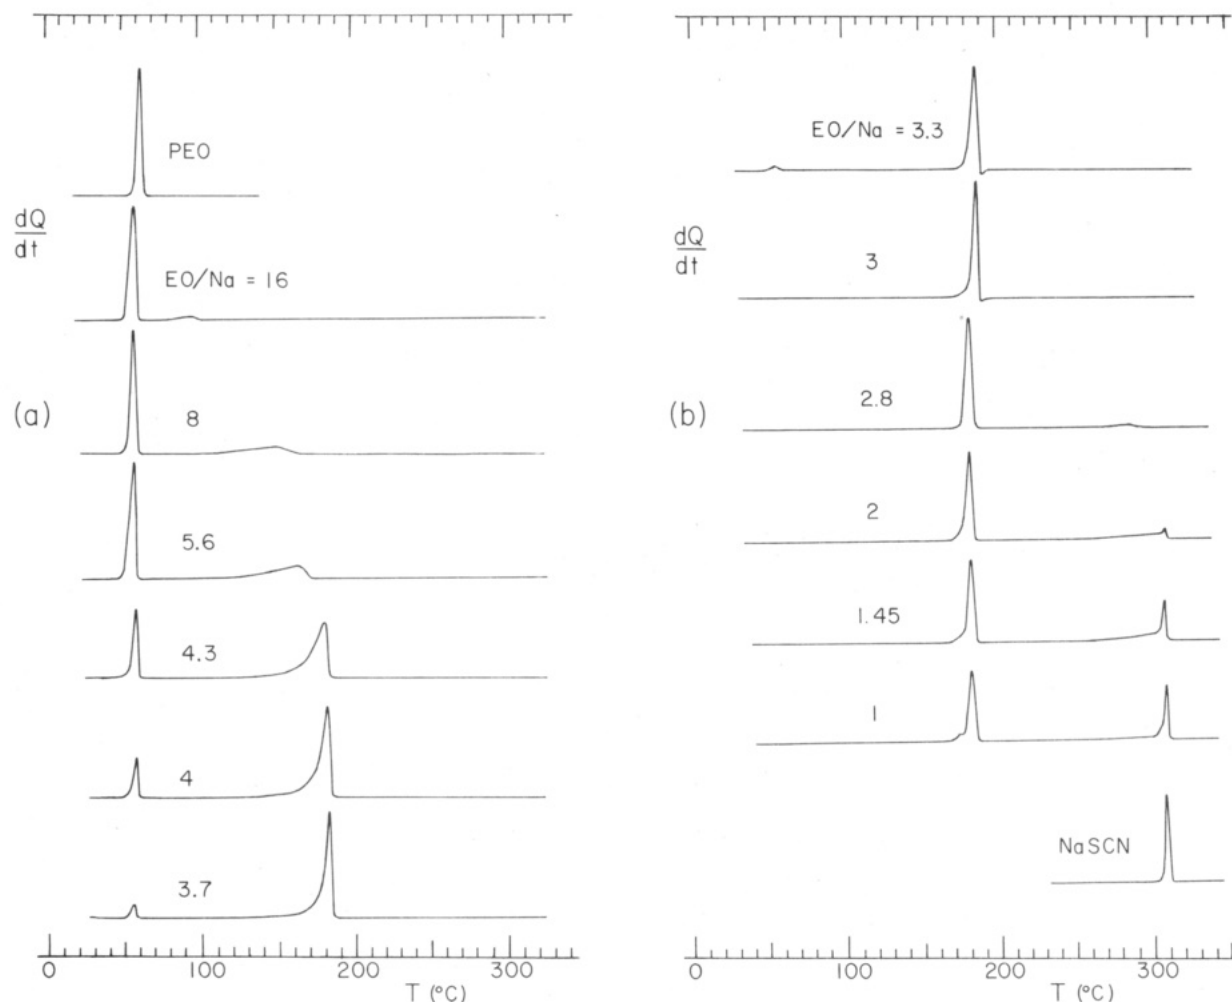 PEO
dQ
dt
EO/Na = 16
(a)
8
5.6
4.3
4
3.7
0 100 200 300
T (°C)
EO/Na = 3.3
dQ
dt
3
(b)
2.8
2
1.45
1
NaSCN
0 100 200 300
T (°C)